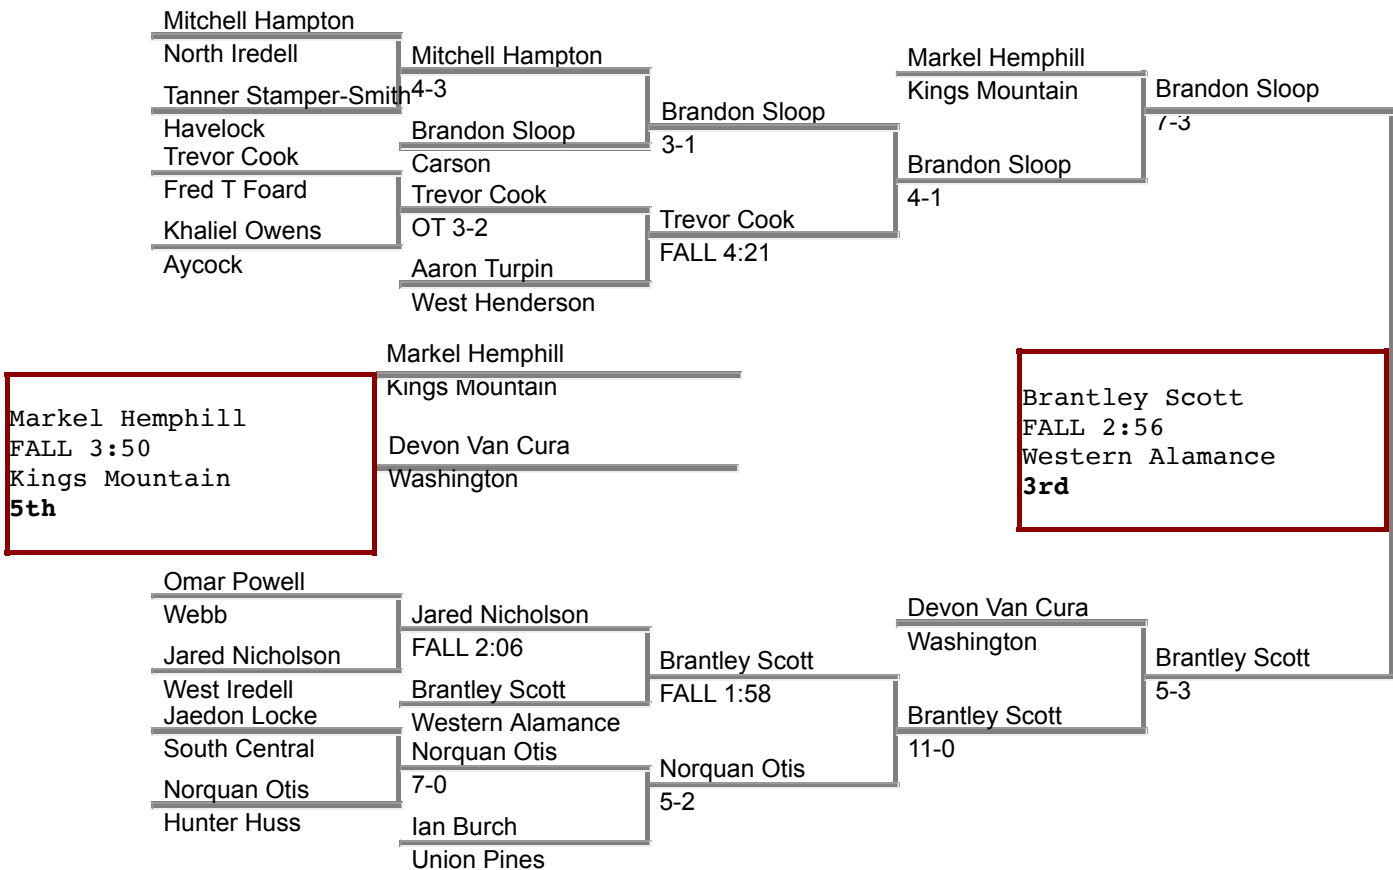 Mitchell Hampton
North Iredell
Tanner Stamper-Smith
Havelock
Trevor Cook
Fred T Foard
Khaliel Owens
Aycock
Mitchell Hampton
4-3
Brandon Sloop
Carson
Trevor Cook
OT 3-2
Aaron Turpin
West Henderson
Brandon Sloop
3-1
Trevor Cook
FALL 4:21
Markel Hemphill
Kings Mountain
Brandon Sloop
4-1
Brandon Sloop
7-3
Markel Hemphill
Kings Mountain
Devon Van Cura
Washington
Markel Hemphill
FALL 3:50
Kings Mountain
5th
Brantley Scott
FALL 2:56
Western Alamance
3rd
Omar Powell
Webb
Jared Nicholson
West Iredell
Jaedon Locke
South Central
Norquan Otis
Hunter Huss
Jared Nicholson
FALL 2:06
Brantley Scott
Western Alamance
Norquan Otis
7-0
Ian Burch
Union Pines
Brantley Scott
FALL 1:58
Norquan Otis
5-2
Devon Van Cura
Washington
Brantley Scott
11-0
Brantley Scott
5-3